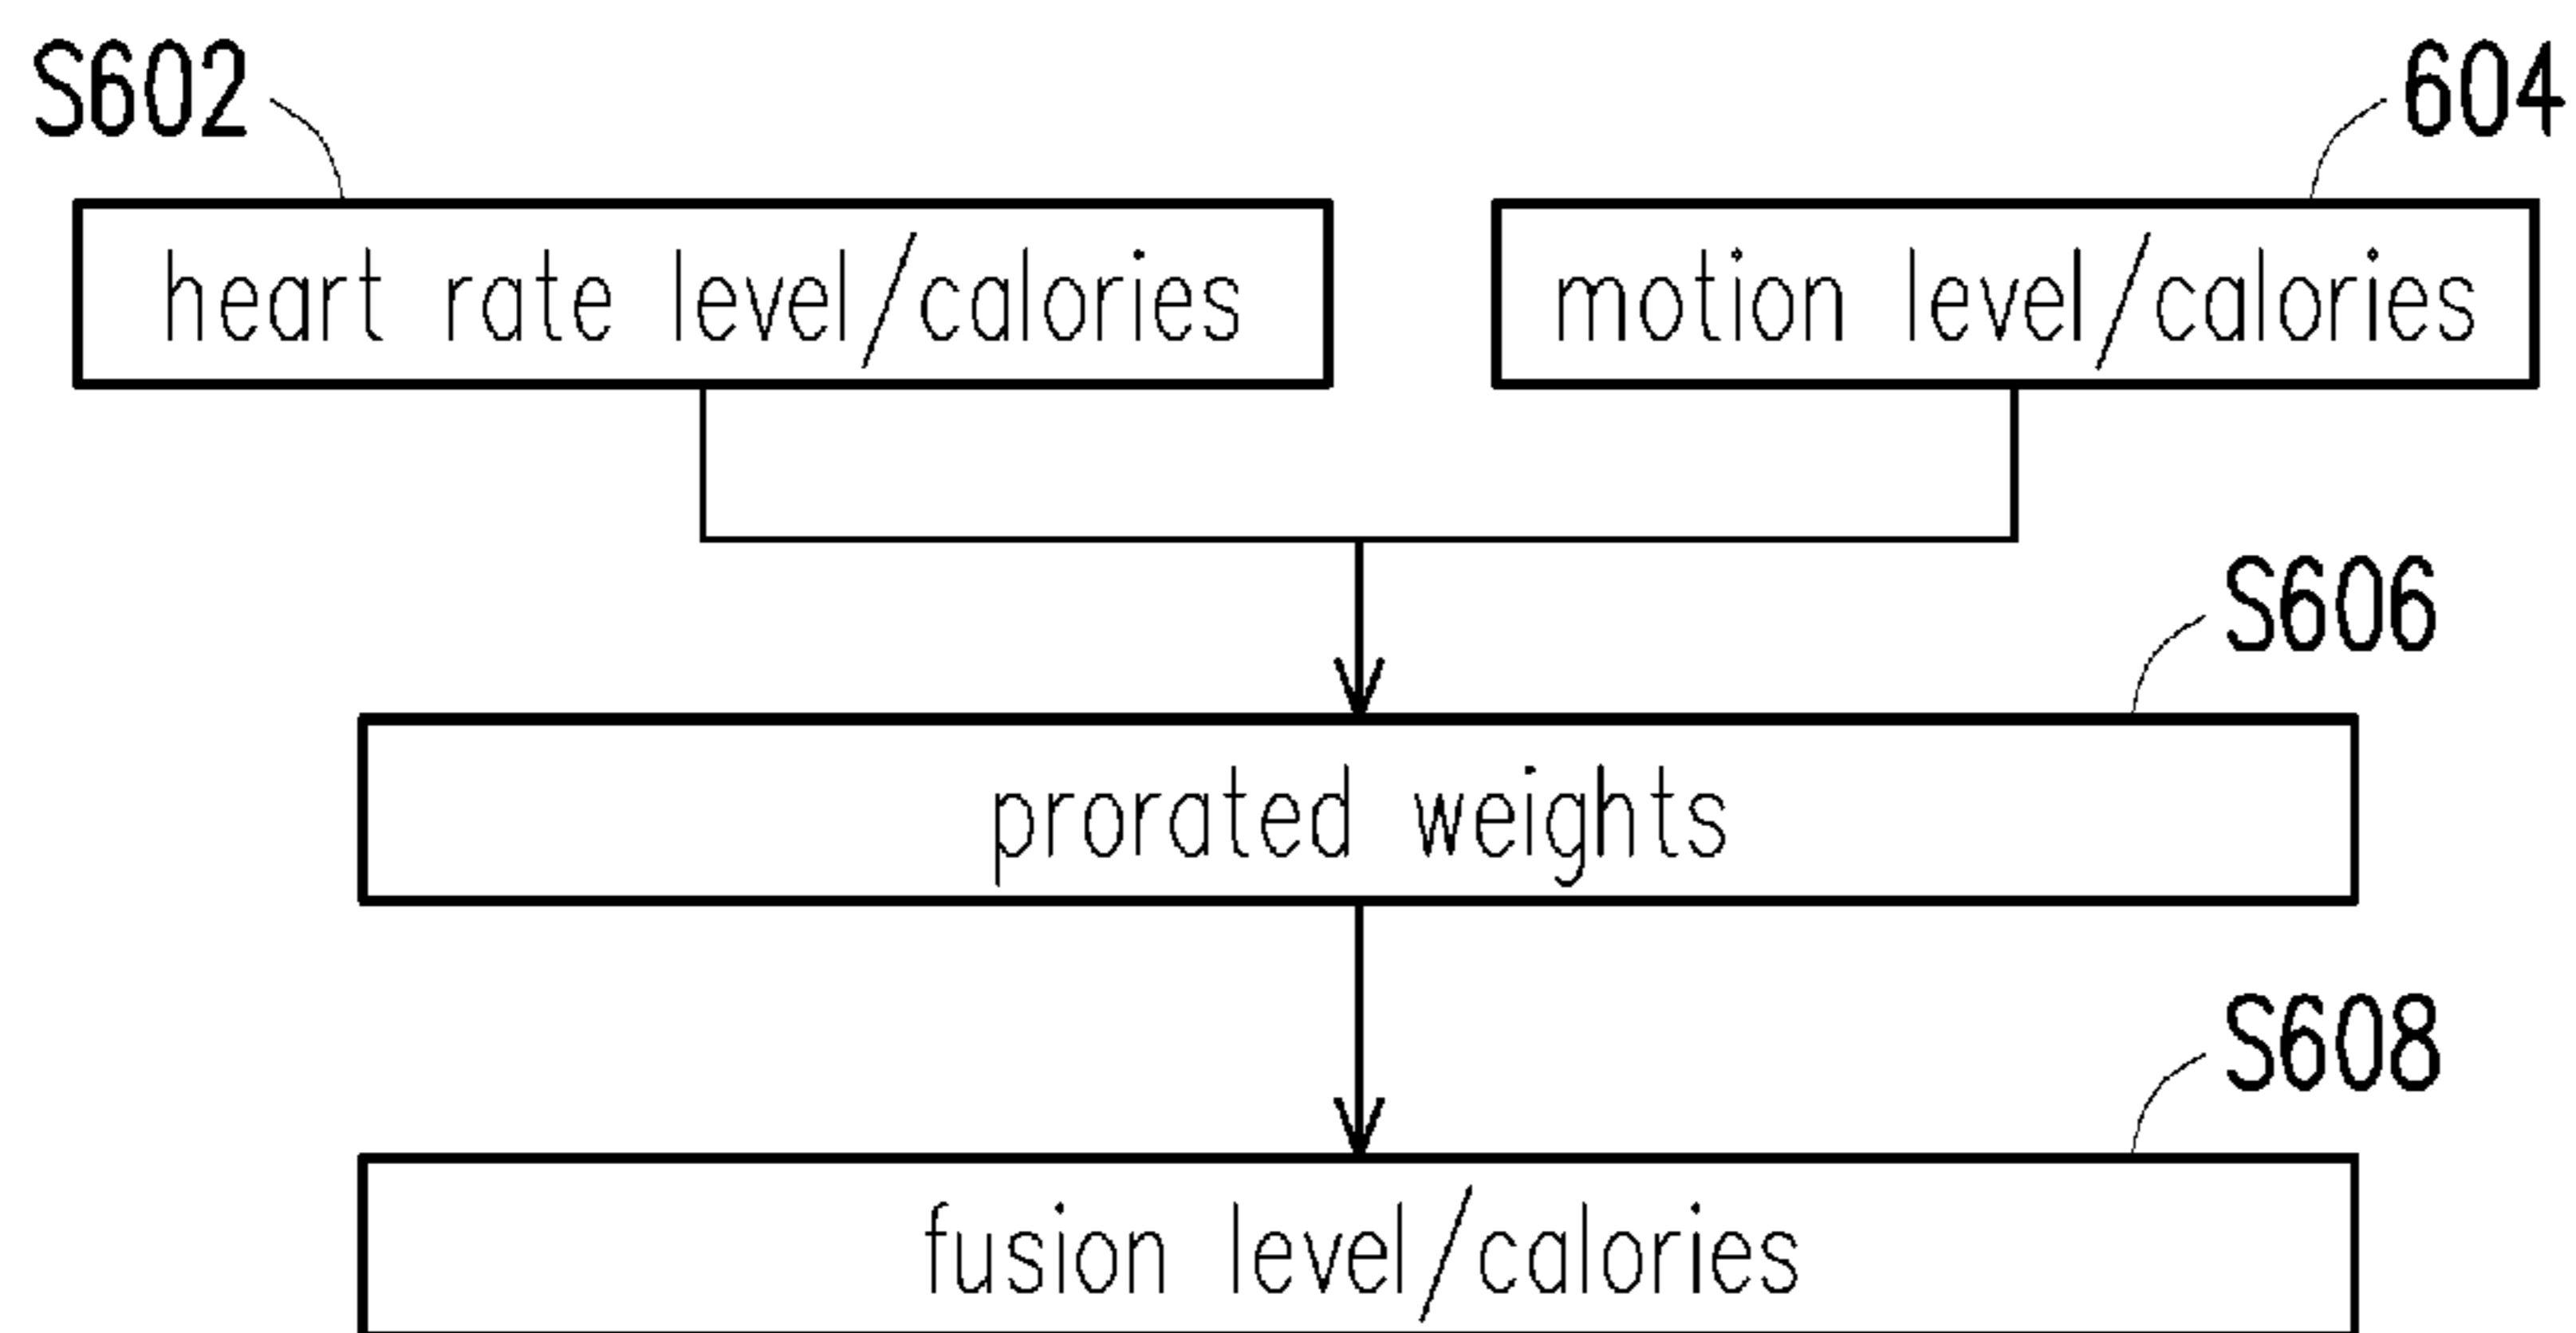 S602
604
heart rate level/calories
motion level/calories
S606
prorated weights
S608
fusion level/calories